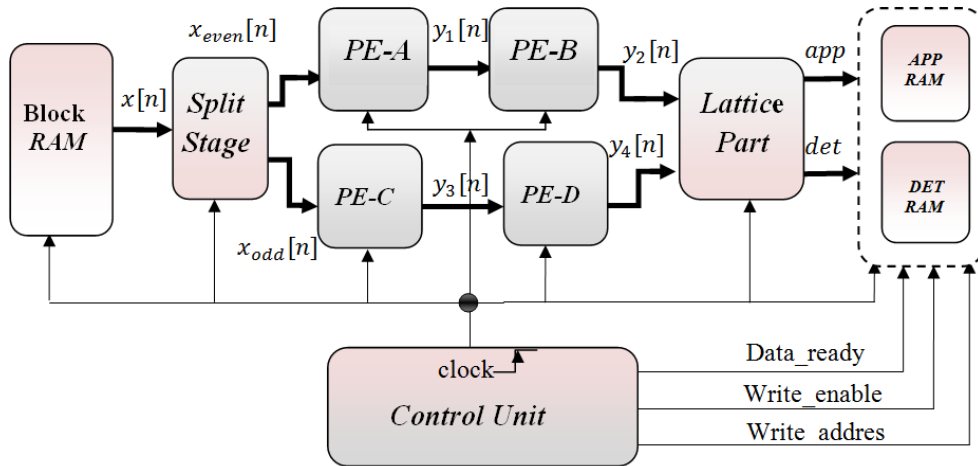 x_even[n]
PE-A
y_1[n]
PE-B
y_2[n]
app
APP
RAM
Block
RAM
x[n]
Split
Stage
Lattice
Part
det
y_4[n]
DET
RAM
PE-C
y_3[n]
PE-D
x_odd[n]
clock
Control Unit
Data_ready
Write_enable
Write_addres